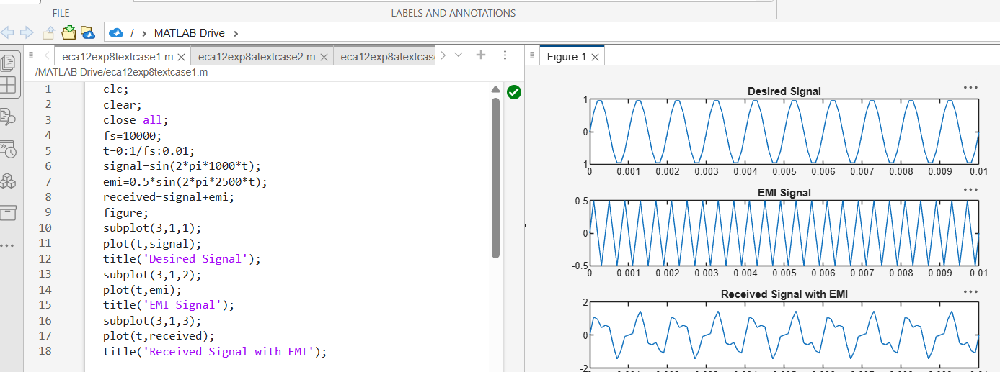 FILE
LABELS AND ANNOTATIONS
/ > MATLAB Drive >
eca12exp8textcase1.m
eca12exp8atextcase2.m
eca12exp8atextcas
Figure 1
/MATLAB Drive/eca12exp8textcase1.m
1 clc;
2 clear;
3 close all;
4 fs=10000;
5 t=0:1/fs:0.01;
6 signal=sin(2*pi*1000*t);
7 emi=0.5*sin(2*pi*2500*t);
8 received=signal+emi;
9 figure;
10 subplot(3,1,1);
11 plot(t,signal);
12 title('Desired Signal');
13 subplot(3,1,2);
14 plot(t,emi);
15 title('EMI Signal');
16 subplot(3,1,3);
17 plot(t,received);
18 title('Received Signal with EMI');
Desired Signal
1
0
-1
0 0.001 0.002 0.003 0.004 0.005 0.006 0.007 0.008 0.009 0.01
EMI Signal
0.5
0
-0.5
0 0.001 0.002 0.003 0.004 0.005 0.006 0.007 0.008 0.009 0.01
Received Signal with EMI
2
0
-2